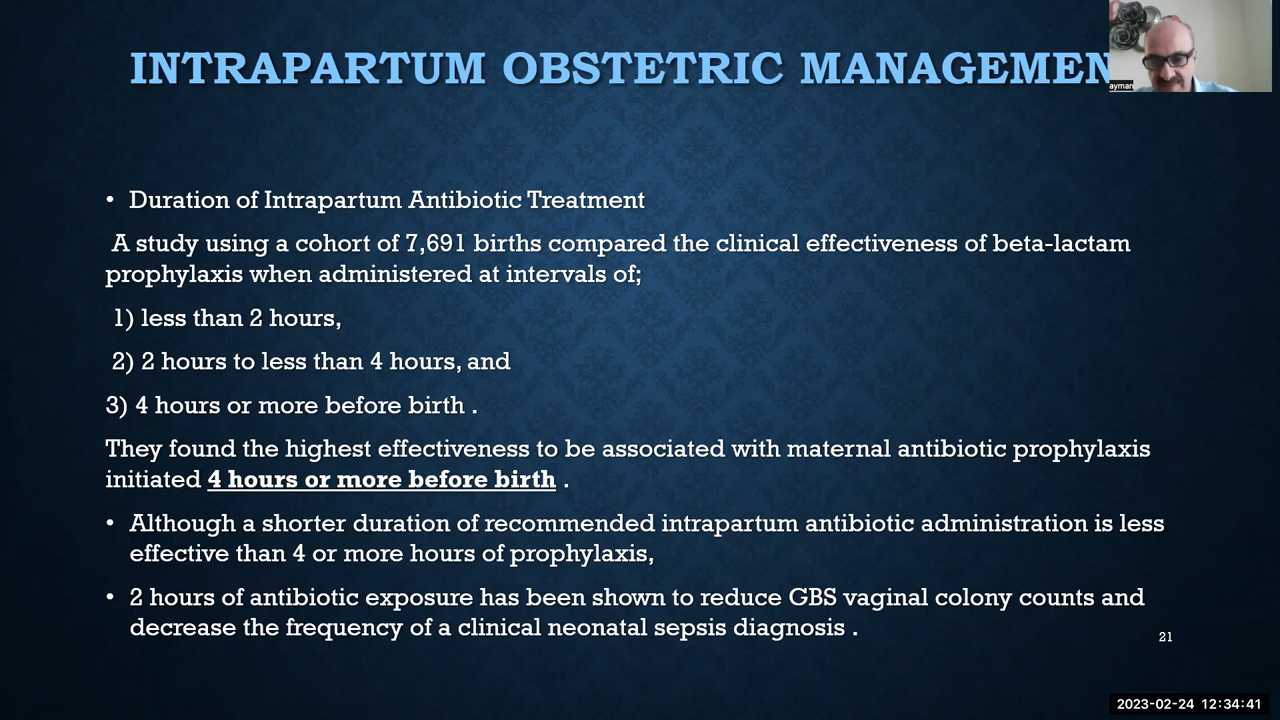 INTRAPARTUM OBSTETRIC MANAGEMEN
ayman
• Duration of Intrapartum Antibiotic Treatment
A study using a cohort of 7,691 births compared the clinical effectiveness of beta-lactam
prophylaxis when administered at intervals of;
1) less than 2 hours,
2) 2 hours to less than 4 hours, and
3) 4 hours or more before birth .
They found the highest effectiveness to be associated with maternal antibiotic prophylaxis
initiated 4 hours or more before birth .
• Although a shorter duration of recommended intrapartum antibiotic administration is less
effective than 4 or more hours of prophylaxis,
• 2 hours of antibiotic exposure has been shown to reduce GBS vaginal colony counts and
decrease the frequency of a clinical neonatal sepsis diagnosis .
21
2023-02-24 12:34:41